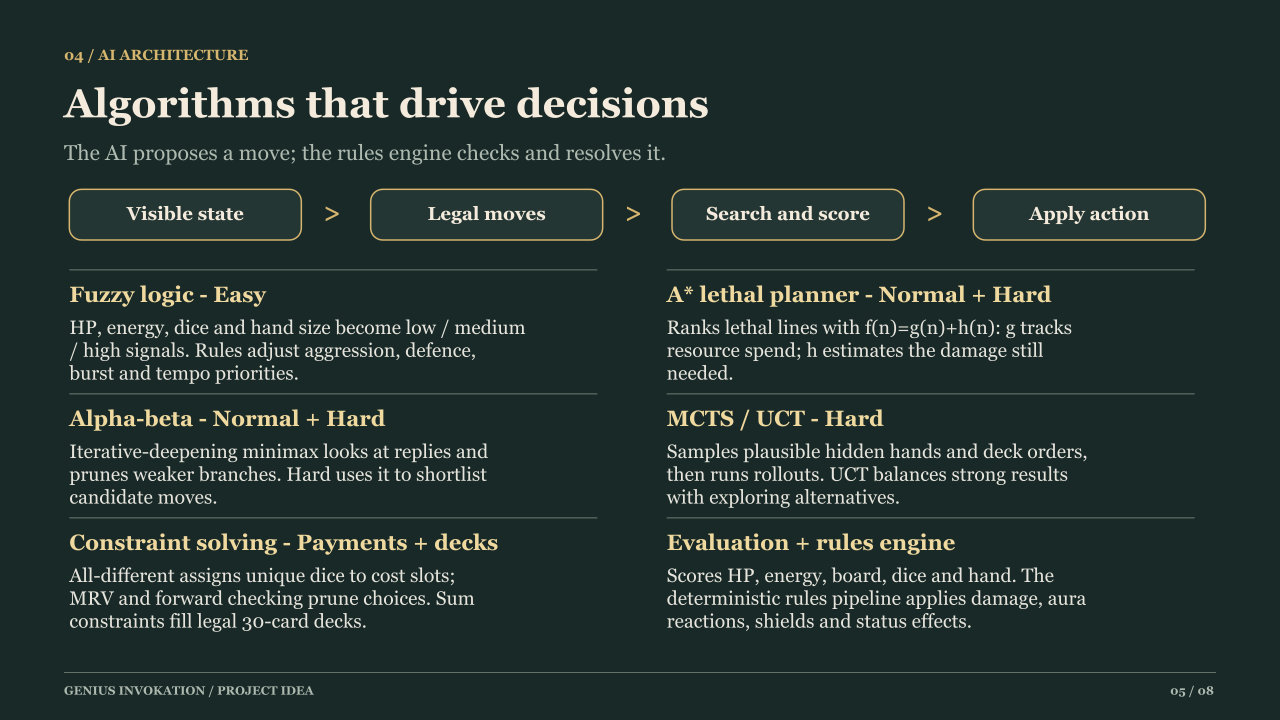 04 / AI ARCHITECTURE
Algorithms that drive decisions
The AI proposes a move; the rules engine checks and resolves it.
Visible state > Legal moves > Search and score > Apply action
Fuzzy logic - Easy
HP, energy, dice and hand size become low / medium
/ high signals. Rules adjust aggression, defence,
burst and tempo priorities.
A* lethal planner - Normal + Hard
Ranks lethal lines with f(n)=g(n)+h(n): g tracks
resource spend; h estimates the damage still
needed.
Alpha-beta - Normal + Hard
Iterative-deepening minimax looks at replies and
prunes weaker branches. Hard uses it to shortlist
candidate moves.
MCTS / UCT - Hard
Samples plausible hidden hands and deck orders,
then runs rollouts. UCT balances strong results
with exploring alternatives.
Constraint solving - Payments + decks
All-different assigns unique dice to cost slots;
MRV and forward checking prune choices. Sum
constraints fill legal 30-card decks.
Evaluation + rules engine
Scores HP, energy, board, dice and hand. The
deterministic rules pipeline applies damage, aura
reactions, shields and status effects.
GENIUS INVOKATION / PROJECT IDEA
05 / 08